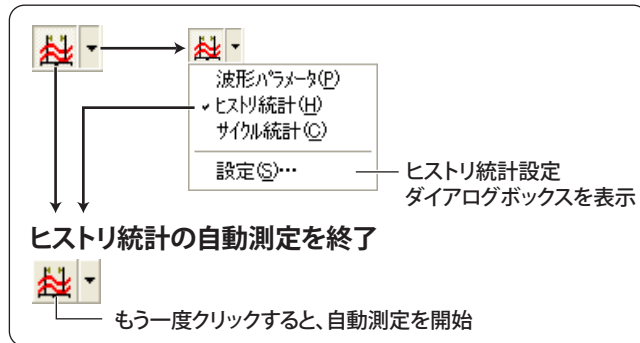 波形パラメータ(P)
✓ヒストリ統計(H)
サイクル統計(C)
設定(S)…
ヒストリ統計設定
ダイアログボックスを表示
ヒストリ統計の自動測定を終了
もう一度クリックすると、自動測定を開始